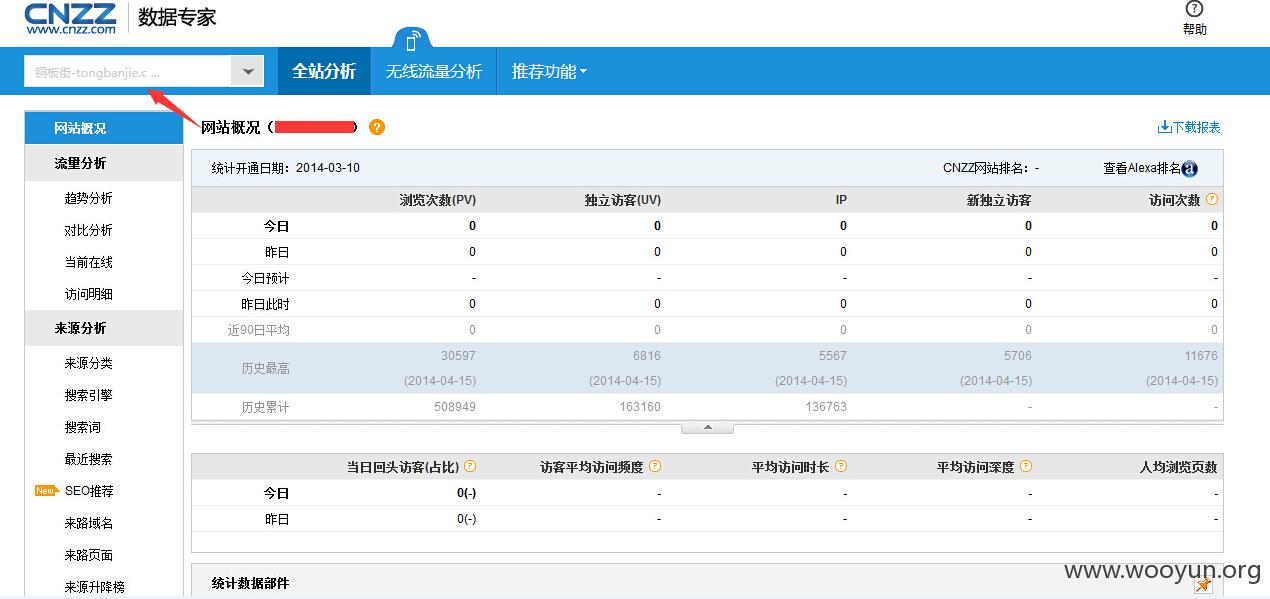 CNZZ 数据专家
www.cnzz.com
帮助
铜板街-tongbanjie.c ...
全站分析 无线流量分析 推荐功能
网站概况
流量分析
趋势分析
对比分析
当前在线
访问明细
来源分析
来源分类
搜索引擎
搜索词
最近搜索
New SEO推荐
来路域名
来路页面
来源升降榜
网站概况（ ） ? 下载报表
统计开通日期：2014-03-10 CNZZ网站排名：- 查看Alexa排名 a
浏览次数(PV) 独立访客(UV) IP 新独立访客 访问次数 ?
今日 0 0 0 0 0
昨日 0 0 0 0 0
今日预计 - - - - -
昨日此时 0 0 0 0 0
近90日平均 0 0 0 0 0
历史最高 30597 6816 5567 5706 11676
(2014-04-15) (2014-04-15) (2014-04-15) (2014-04-15) (2014-04-15)
历史累计 508949 163160 136763 - -
当日回头访客(占比) ? 访客平均访问频度 ? 平均访问时长 ? 平均访问深度 ? 人均浏览页数
今日 0(-) - - - -
昨日 0(-) - - - -
统计数据部件
www.wooyun.org